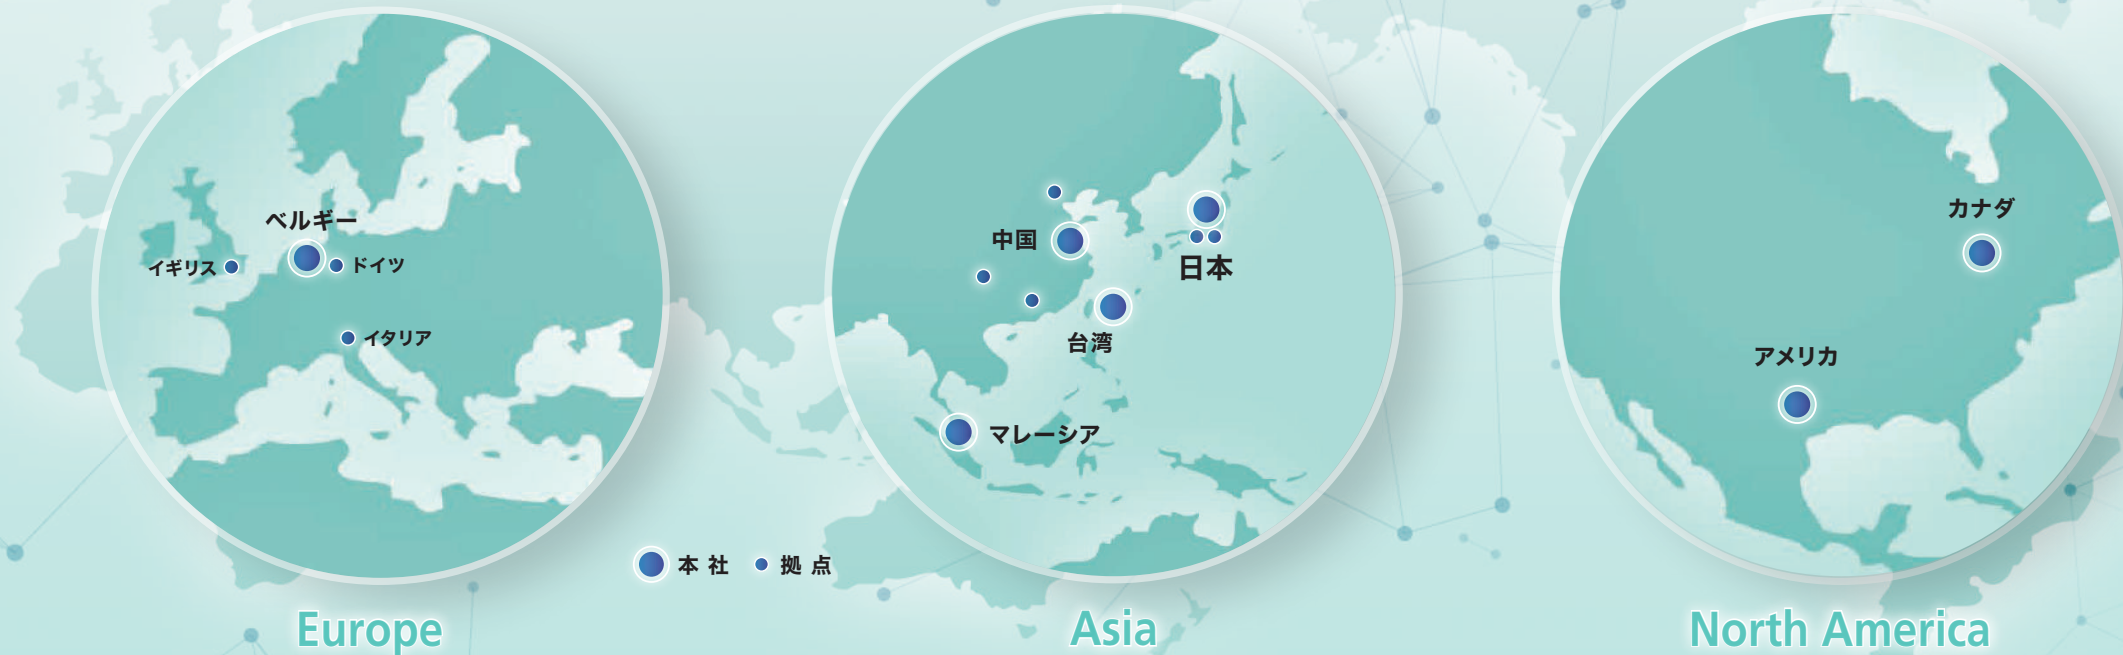 ベルギー
イギリス
ドイツ
イタリア
中国
日本
台湾
マレーシア
カナダ
アメリカ
本 社
拠 点
Europe
Asia
North America